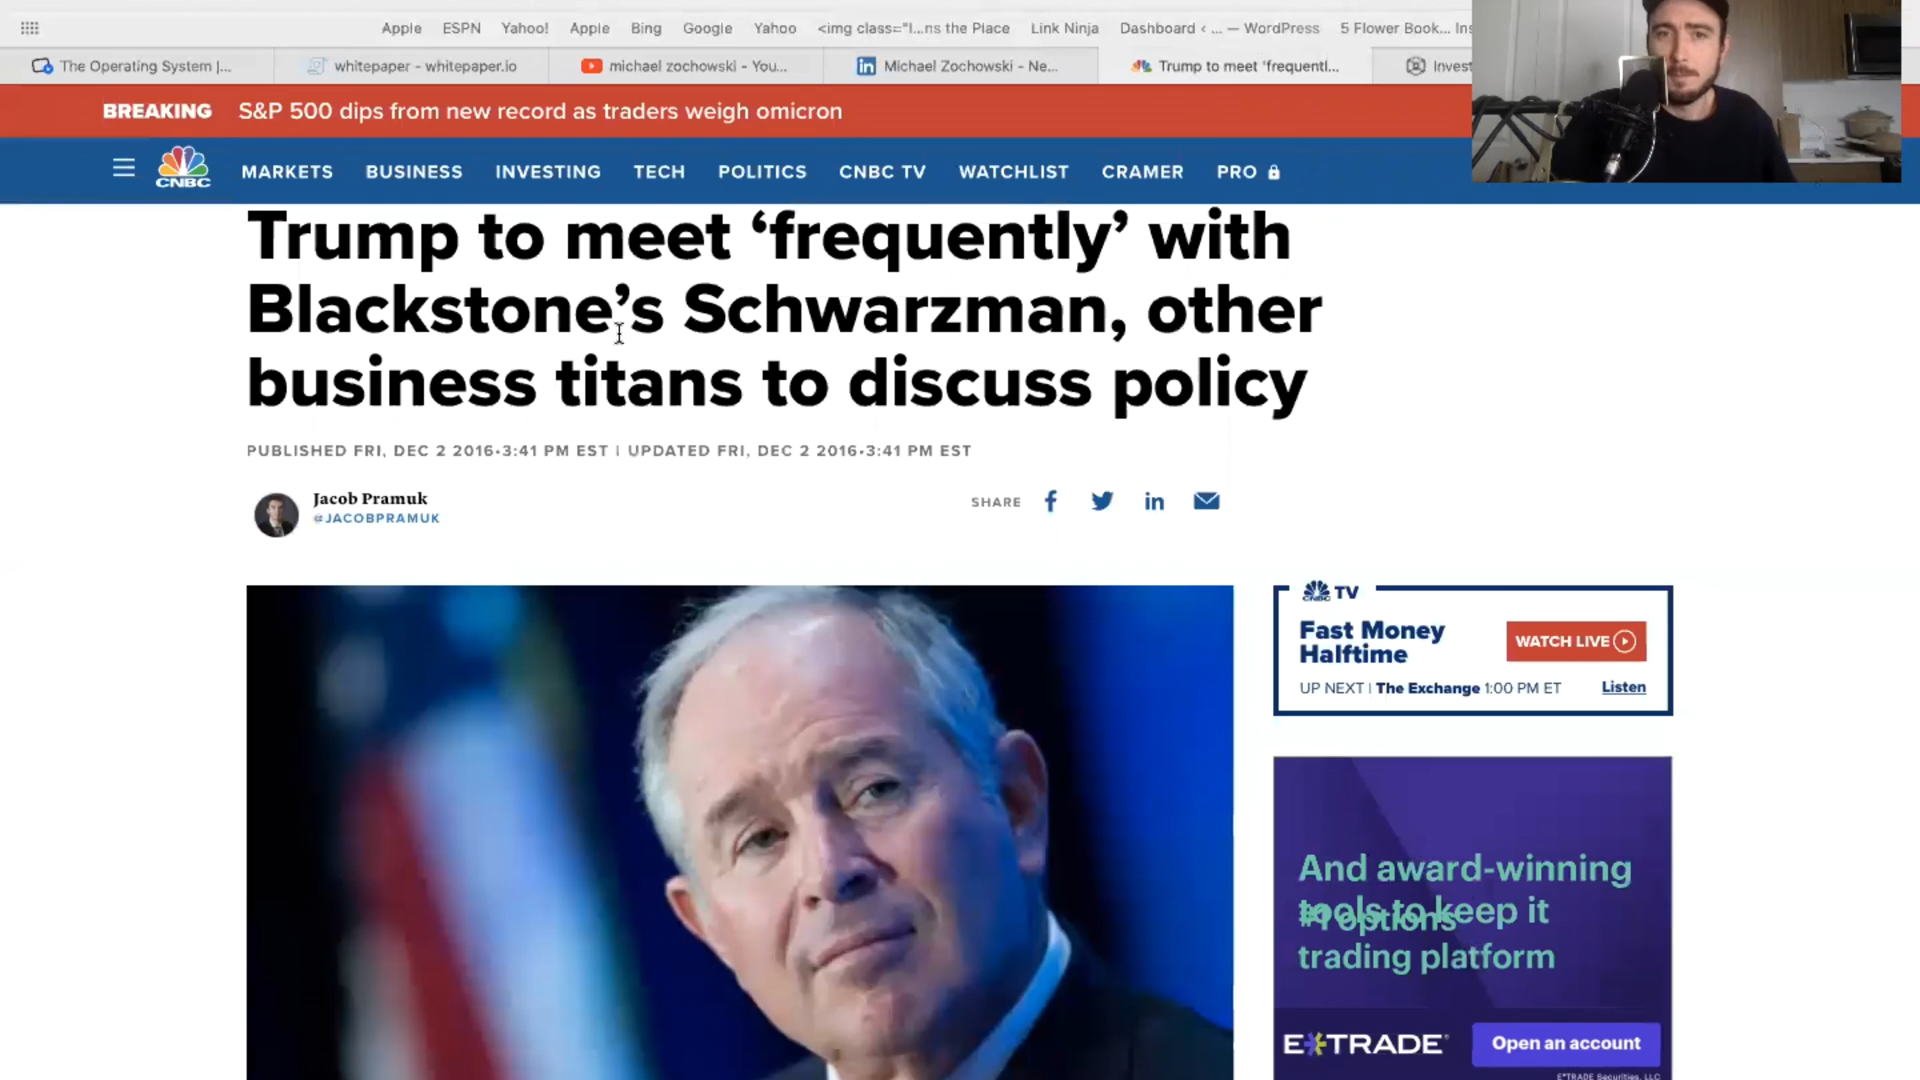 Apple ESPN Yahoo! Apple Bing Google Yahoo <img class="l...ns the Place Link Ninja Dashboard < ... — WordPress 5 Flower Book... Ins
The Operating System |... whitepaper - whitepaper.io michael zochowski - You... Michael Zochowski - Ne... Trump to meet 'frequentl... Invest
BREAKING S&P 500 dips from new record as traders weigh omicron
CNBC MARKETS BUSINESS INVESTING TECH POLITICS CNBC TV WATCHLIST CRAMER PRO
Trump to meet ‘frequently’ with
Blackstone’s Schwarzman, other
business titans to discuss policy
PUBLISHED FRI, DEC 2 2016•3:41 PM EST | UPDATED FRI, DEC 2 2016•3:41 PM EST
Jacob Pramuk
@JACOBPRAMUK
SHARE
CNBC TV
Fast Money
Halftime
WATCH LIVE
UP NEXT | The Exchange 1:00 PM ET Listen
And award-winning
tools to keep it
#1 options
trading platform
E*TRADE
Open an account
E*TRADE Securities, LLC